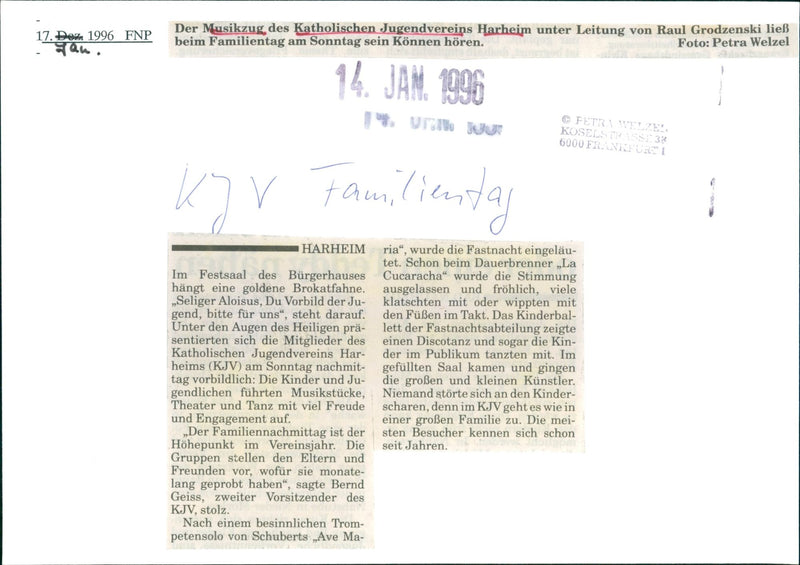 17. Dez. 1996 FNP
Jan.
Der Musikzug des Katholischen Jugendvereins Harheim unter Leitung von Raul Grodzenski ließ
beim Familientag am Sonntag sein Können hören. Foto: Petra Welzel
14. JAN. 1996
© PETRA WELZEL
KOSELSTRASSE 38
6000 FRANKFURT 1
KJV Familientag
HARHEIM
Im Festsaal des Bürgerhauses
hängt eine goldene Brokatfahne.
„Seliger Aloisus, Du Vorbild der Ju-
gend, bitte für uns“, steht darauf.
Unter den Augen des Heiligen prä-
sentierten sich die Mitglieder des
Katholischen Jugendvereins Har-
heims (KJV) am Sonntag nachmit-
tag vorbildlich: Die Kinder und Ju-
gendlichen führten Musikstücke,
Theater und Tanz mit viel Freude
und Engagement auf.
„Der Familiennachmittag ist der
Höhepunkt im Vereinsjahr. Die
Gruppen stellen den Eltern und
Freunden vor, wofür sie monate-
lang geprobt haben“, sagte Bernd
Geiss, zweiter Vorsitzender des
KJV, stolz.
Nach einem besinnlichen Trom-
petensolo von Schuberts „Ave Ma-
ria“, wurde die Fastnacht eingeläu-
tet. Schon beim Dauerbrenner „La
Cucaracha“ wurde die Stimmung
ausgelassen und fröhlich, viele
klatschten mit oder wippten mit
den Füßen im Takt. Das Kinderbal-
lett der Fastnachtsabteilung zeigte
einen Discotanz und sogar die Kin-
der im Publikum tanzten mit. Im
gefüllten Saal kamen und gingen
die großen und kleinen Künstler.
Niemand störte sich an den Kinder-
scharen, denn im KJV geht es wie in
einer großen Familie zu. Die mei-
sten Besucher kennen sich schon
seit Jahren.